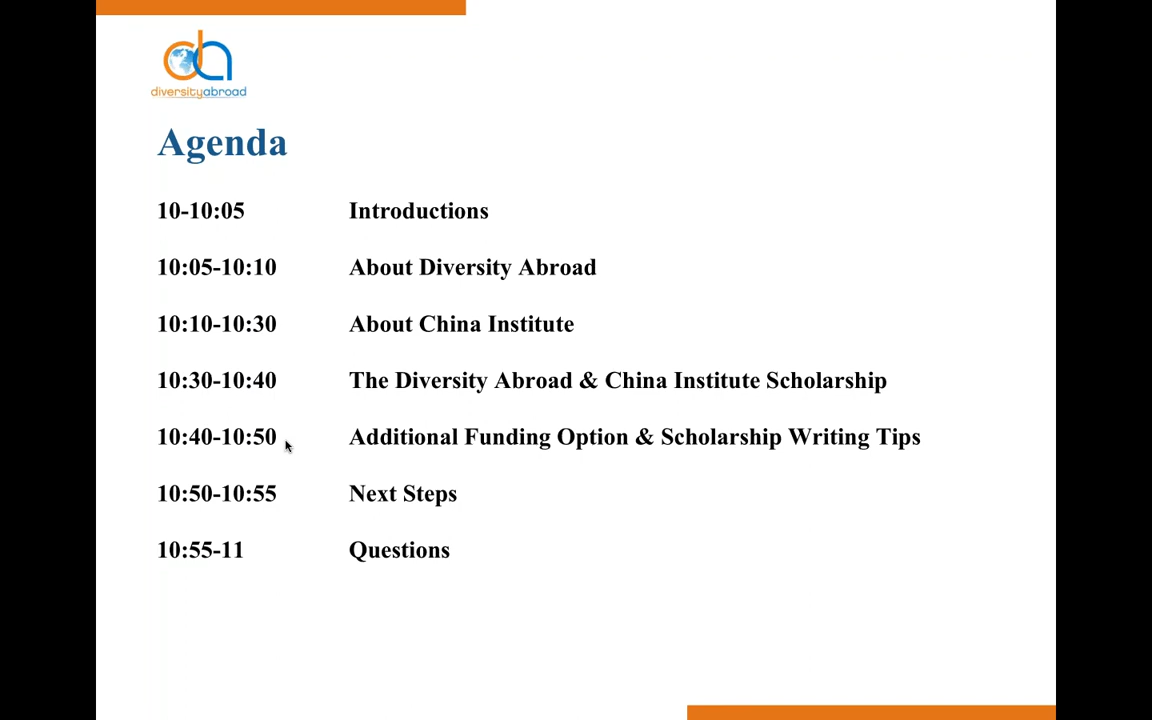 diversityabroad
Agenda
10-10:05 Introductions
10:05-10:10 About Diversity Abroad
10:10-10:30 About China Institute
10:30-10:40 The Diversity Abroad & China Institute Scholarship
10:40-10:50 Additional Funding Option & Scholarship Writing Tips
10:50-10:55 Next Steps
10:55-11 Questions